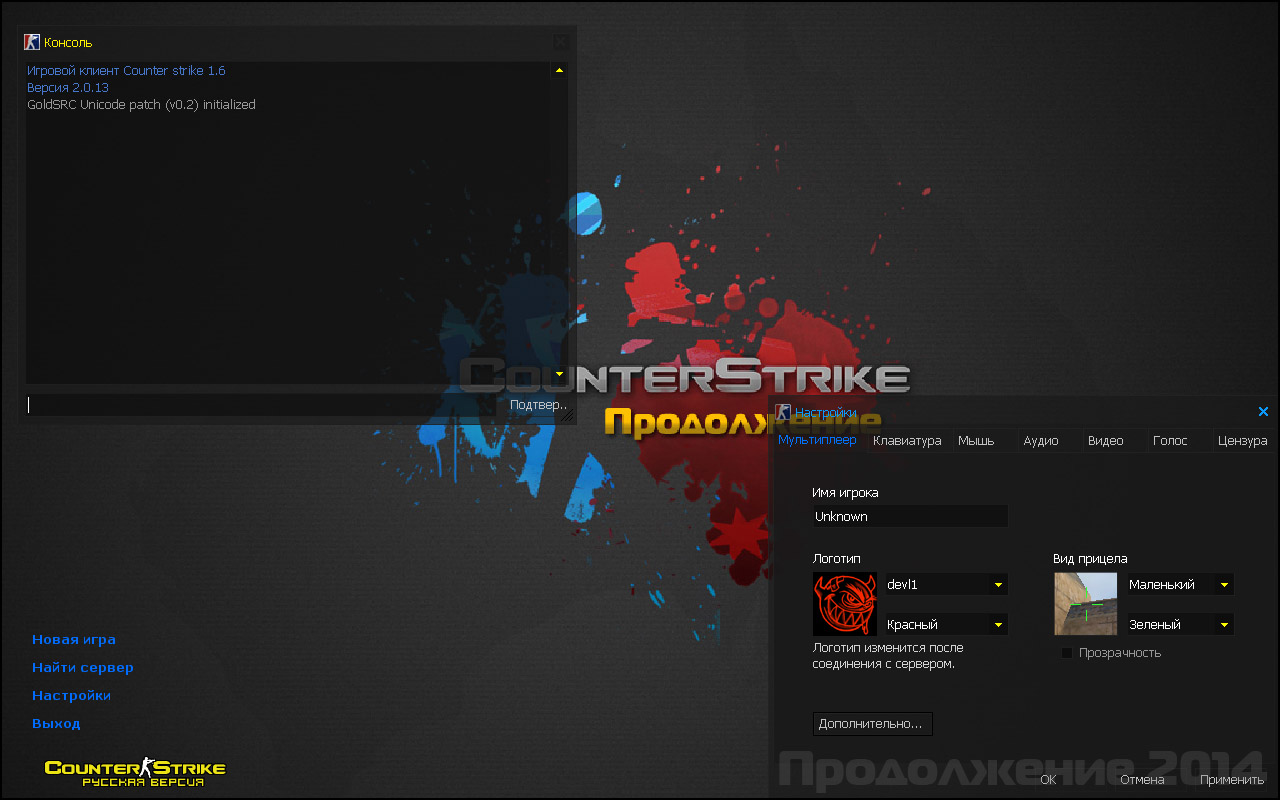 Консоль
Игровой клиент Counter strike 1.6
Версия 2.0.13
GoldSRC Unicode patch (v0.2) initialized
Подтвер..
CounterStrike
Продолжение
Настройки
Мультиплеер Клавиатура Мышь Аудио Видео Голос Цензура
Имя игрока
Unknown
Логотип
devl1
Красный
Логотип изменится после
соединения с сервером.
Вид прицела
Маленький
Зеленый
Прозрачность
Дополнительно...
Продолжение 2014
OK Отмена Применить
Новая игра
Найти сервер
Настройки
Выход
Counter Strike
русская версия